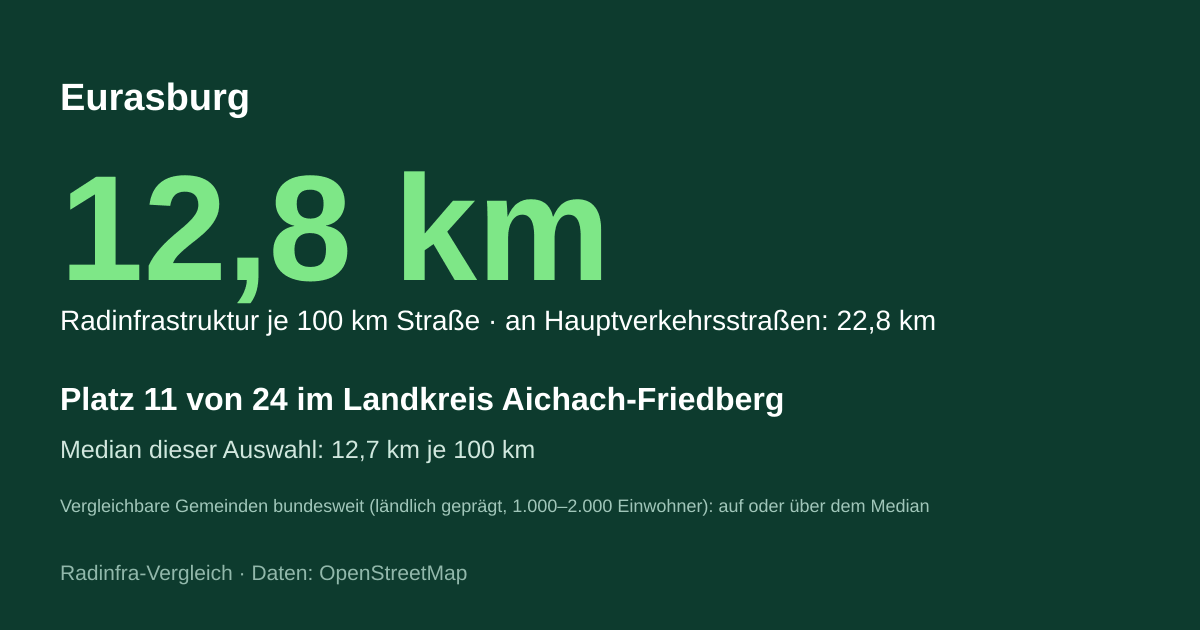 Eurasburg
12,8 km
Radinfrastruktur je 100 km Straße · an Hauptverkehrsstraßen: 22,8 km
Platz 11 von 24 im Landkreis Aichach-Friedberg
Median dieser Auswahl: 12,7 km je 100 km
Vergleichbare Gemeinden bundesweit (ländlich geprägt, 1.000–2.000 Einwohner): auf oder über dem Median
Radinfra-Vergleich · Daten: OpenStreetMap